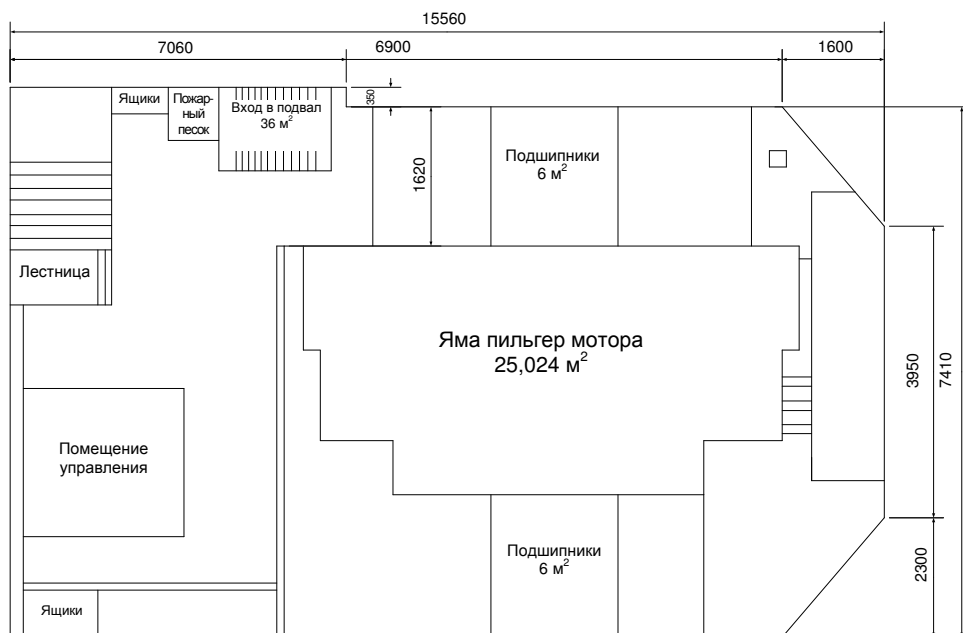 15560
7060
6900
1600
Ящики
Пожар-
ный
песок
Вход в подвал
36 м²
350
1620
Подшипники
6 м²
Лестница
Яма пильгер мотора
25,024 м²
3950
7410
Помещение
управления
Подшипники
6 м²
2300
Ящики